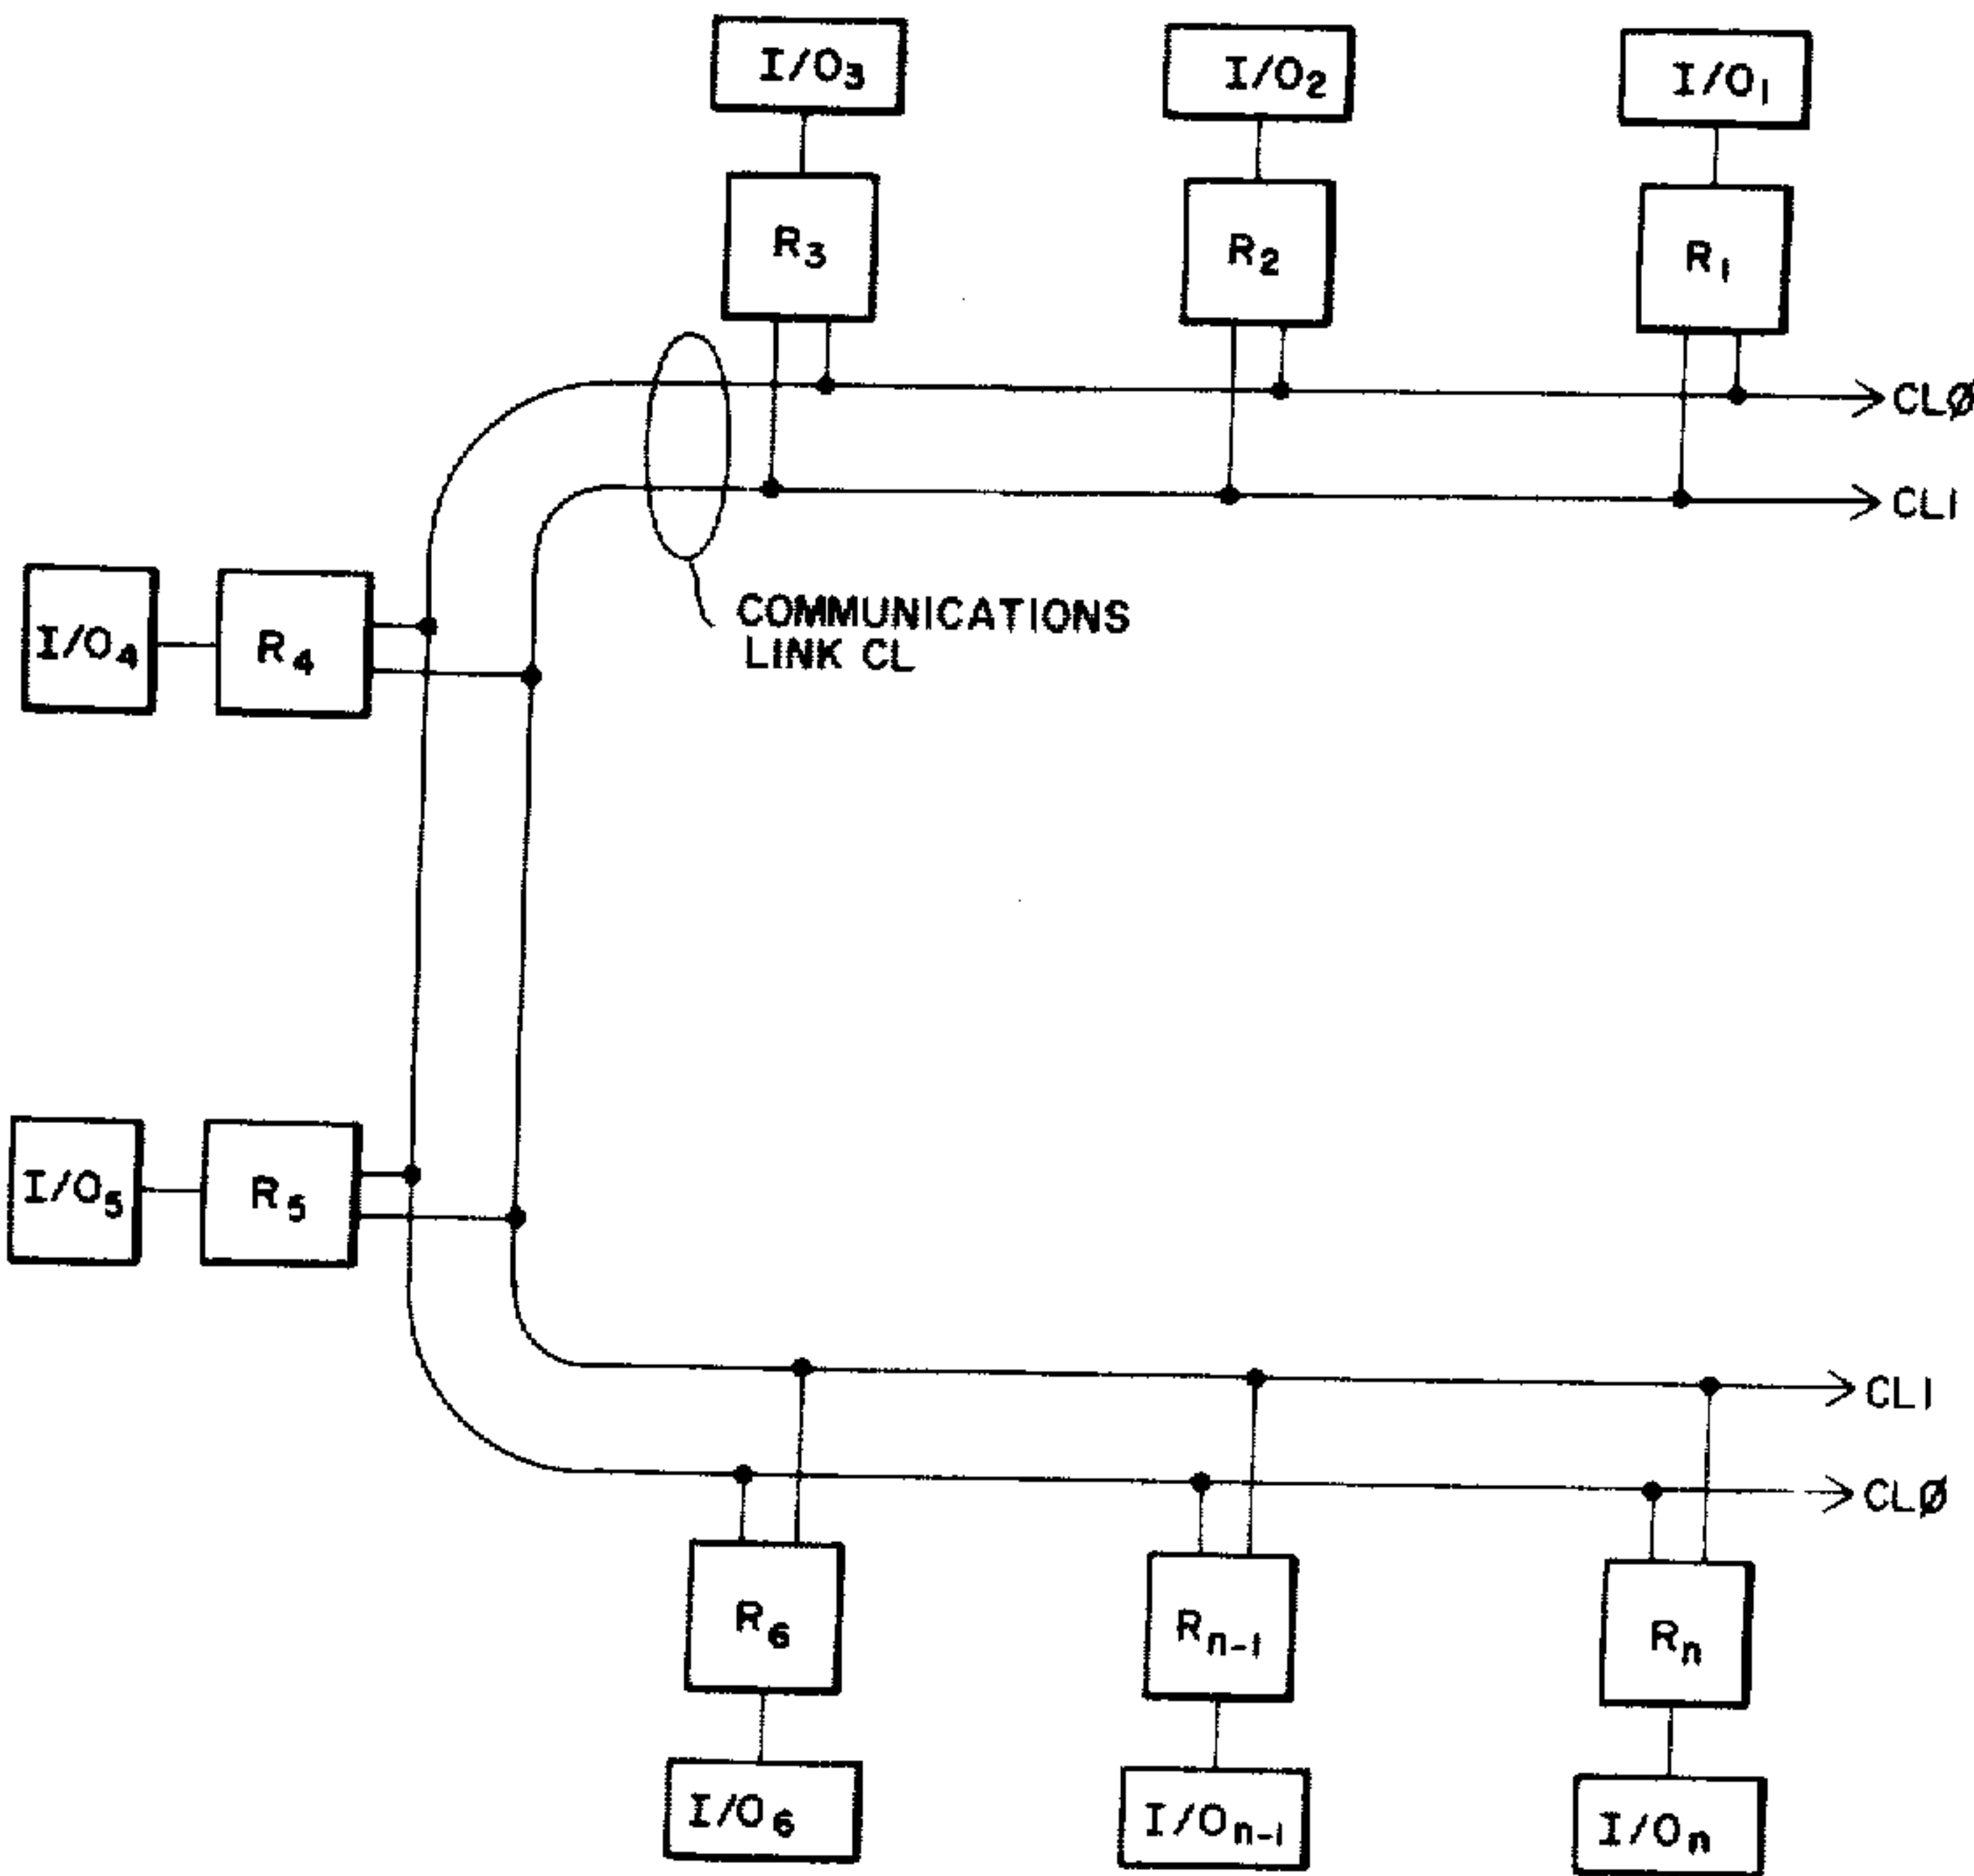 I/O₃
I/O₂
I/O₁
R₃
R₂
R₁
CLØ
CL1
COMMUNICATIONS
LINK CL
I/O₄
R₄
I/O₅
R₅
CL1
CLØ
R₆
Rₙ₋₁
Rₙ
I/O₆
I/Oₙ₋₁
I/Oₙ